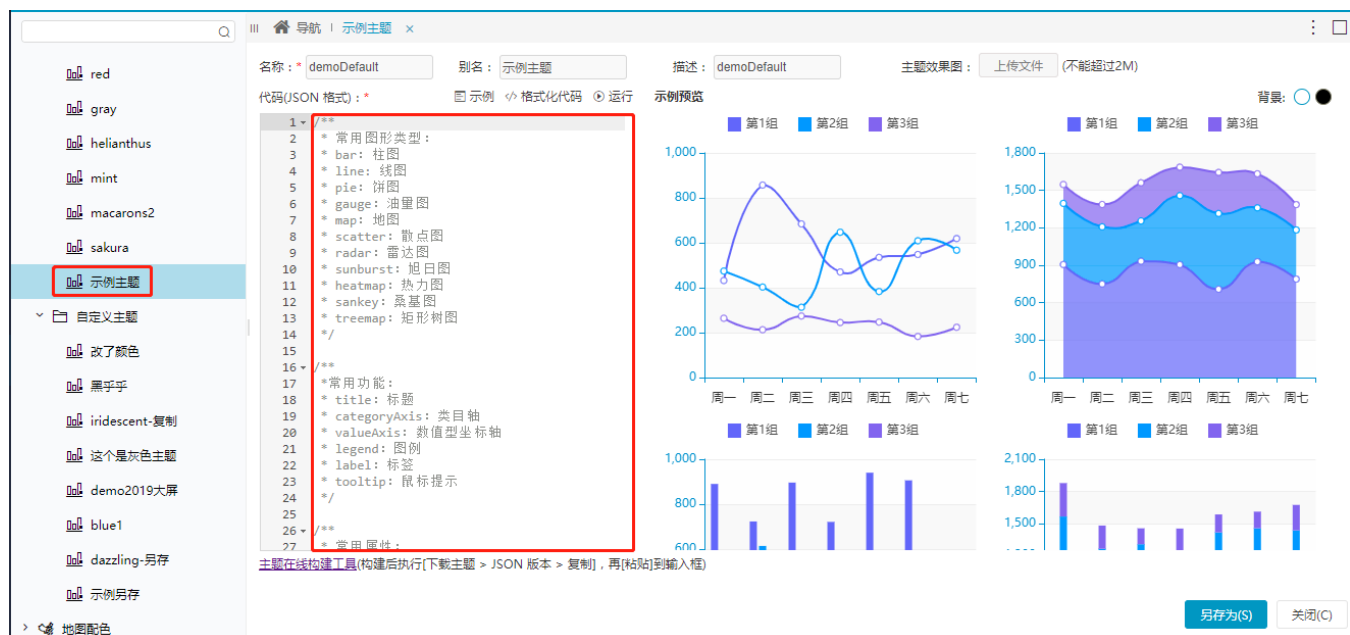 导航
示例主题 ×
red
gray
helianthus
mint
macarons2
sakura
示例主题
自定义主题
改了颜色
黑乎乎
iridescent-复制
这个是灰色主题
demo2019大屏
blue1
dazzling-另存
示例另存
地图配色
名称：* demoDefault 别名： 示例主题 描述： demoDefault 主题效果图： 上传文件 (不能超过2M)
代码(JSON 格式)：* 示例 格式化代码 运行 示例预览 背景:
1 /**
2 * 常用图形类型:
3 * bar: 柱图
4 * line: 线图
5 * pie: 饼图
6 * gauge: 油量图
7 * map: 地图
8 * scatter: 散点图
9 * radar: 雷达图
10 * sunburst: 旭日图
11 * heatmap: 热力图
12 * sankey: 桑基图
13 * treemap: 矩形树图
14 */
15
16 /**
17 *常用功能:
18 * title: 标题
19 * categoryAxis: 类目轴
20 * valueAxis: 数值型坐标轴
21 * legend: 图例
22 * label: 标签
23 * tooltip: 鼠标提示
24 */
25
26 /**
27 * 常用属性:
第1组 第2组 第3组
1,000
800
600
400
200
0
周一 周二 周三 周四 周五 周六 周七
第1组 第2组 第3组
1,800
1,500
1,200
900
600
300
0
周一 周二 周三 周四 周五 周六 周七
第1组 第2组 第3组
1,000
800
600
第1组 第2组 第3组
2,100
1,800
1,500
主题在线构建工具(构建后执行[下载主题 > JSON 版本 > 复制]，再[粘贴]到输入框)
另存为(S) 关闭(C)